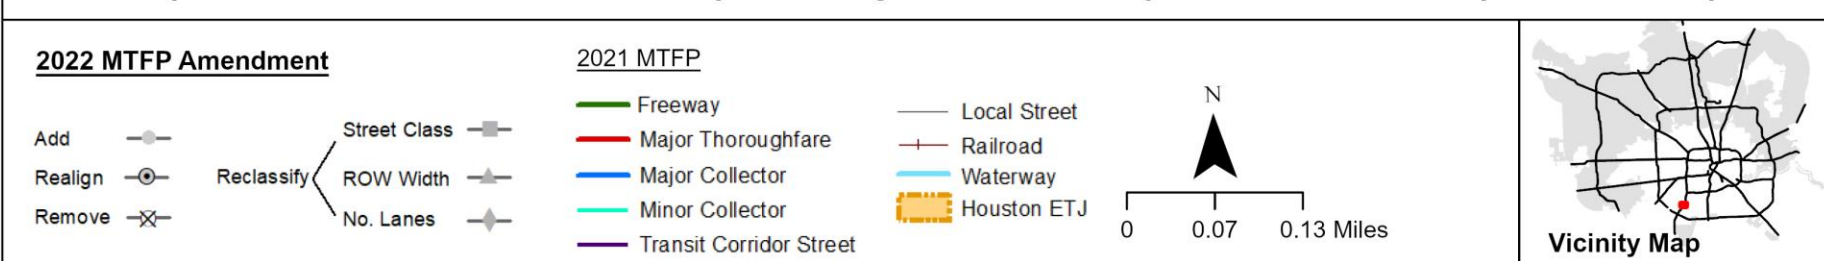 2022 MTFP Amendment
Add
Realign
Remove
Reclassify
Street Class
ROW Width
No. Lanes
2021 MTFP
Freeway
Major Thoroughfare
Major Collector
Minor Collector
Transit Corridor Street
Local Street
Railroad
Waterway
Houston ETJ
N
0 0.07 0.13 Miles
Vicinity Map